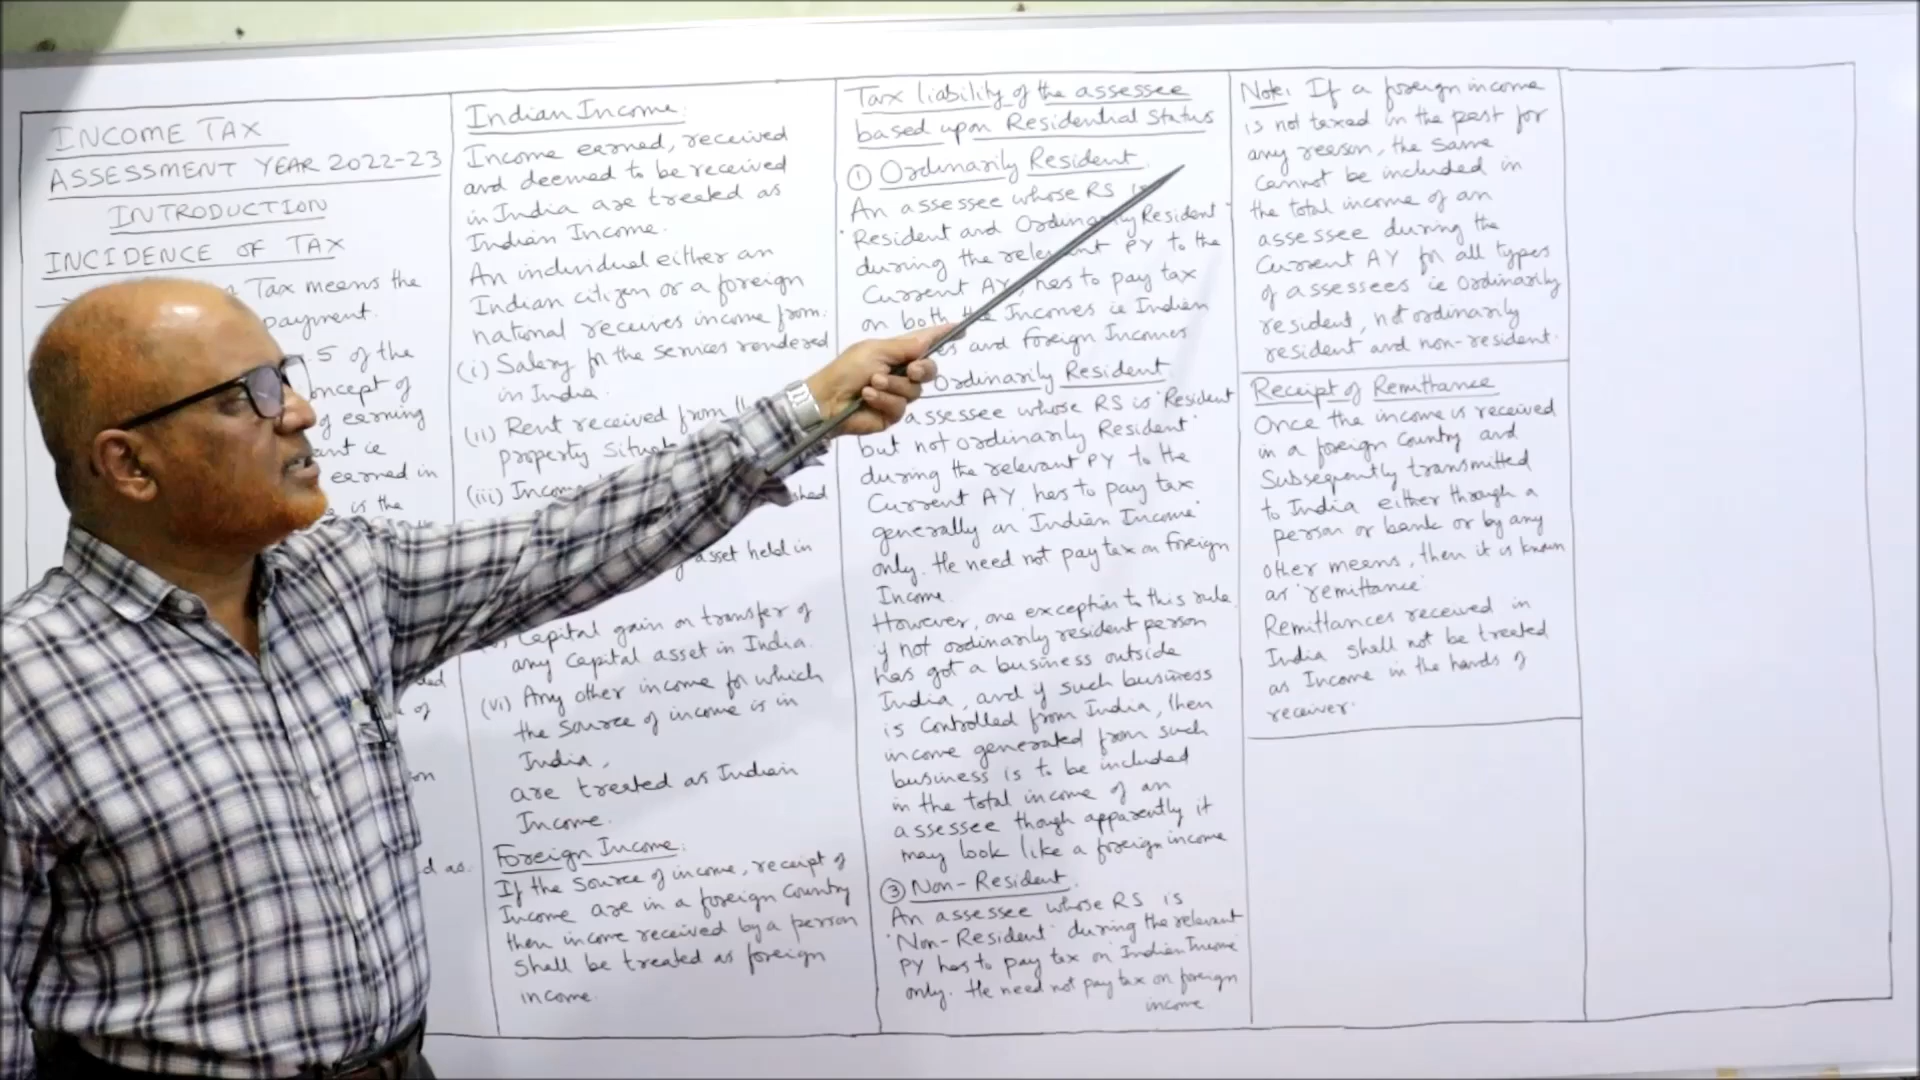 INCOME TAX
ASSESSMENT YEAR 2022-23
INTRODUCTION
INCIDENCE OF TAX
Tax means the
payment.
5 of the
oncept of
g earning
ie
earned in
is the
of
d as.
Indian Income:
Income earned, received
and deemed to be received
in India are treated as
Indian Income.
An individual either an
Indian citizen or a foreign
national receives income from:
(i) Salary for the services rendered
in India.
(ii) Rent received from
property
(iii)
asset held in
Capital gain on transfer of
any Capital asset in India.
(vi) Any other income for which
the source of income is in
India,
are treated as Indian
Income.
Foreign Income:
If the source of income, receipt of
Income are in a foreign Country
then income received by a person
shall be treated as foreign
income.
Tax liability of the assessee
based upon Residential Status
① Ordinarily Resident.
An assessee whose RS is
Resident and Ordinarily Resident
during the relevant PY to the
Current AY, has to pay tax
on both the Incomes ie Indian
and Foreign Incomes
Ordinarily Resident
assessee whose RS is 'Resident
but not ordinarily Resident'
during the relevant PY to the
Current AY has to pay tax
generally on 'Indian Income'
only. He need not pay tax on foreign
Income.
However, one exception to this rule
if not ordinarily resident person
has got a business outside
India, and if such business
is Controlled from India, then
income generated from such
business is to be included
in the total income of an
assessee though apparently it
may look like a foreign income
③ Non-Resident.
An assessee whose RS is
'Non-Resident' during the relevant
PY has to pay tax on 'Indian Income'
only. He need not pay tax on foreign
income
Note: If a foreign income
is not taxed in the past for
any reason, the same
cannot be included in
the total income of an
assessee during the
Current AY for all types
of assessees ie Ordinarily
resident, not ordinarily
resident and non-resident.
Receipt of Remittance
Once the income is received
in a foreign Country and
Subsequently transmitted
to India either through a
person or bank or by any
other means, then it is known
as 'remittance'.
Remittances received in
India shall not be treated
as Income in the hands of
receiver.